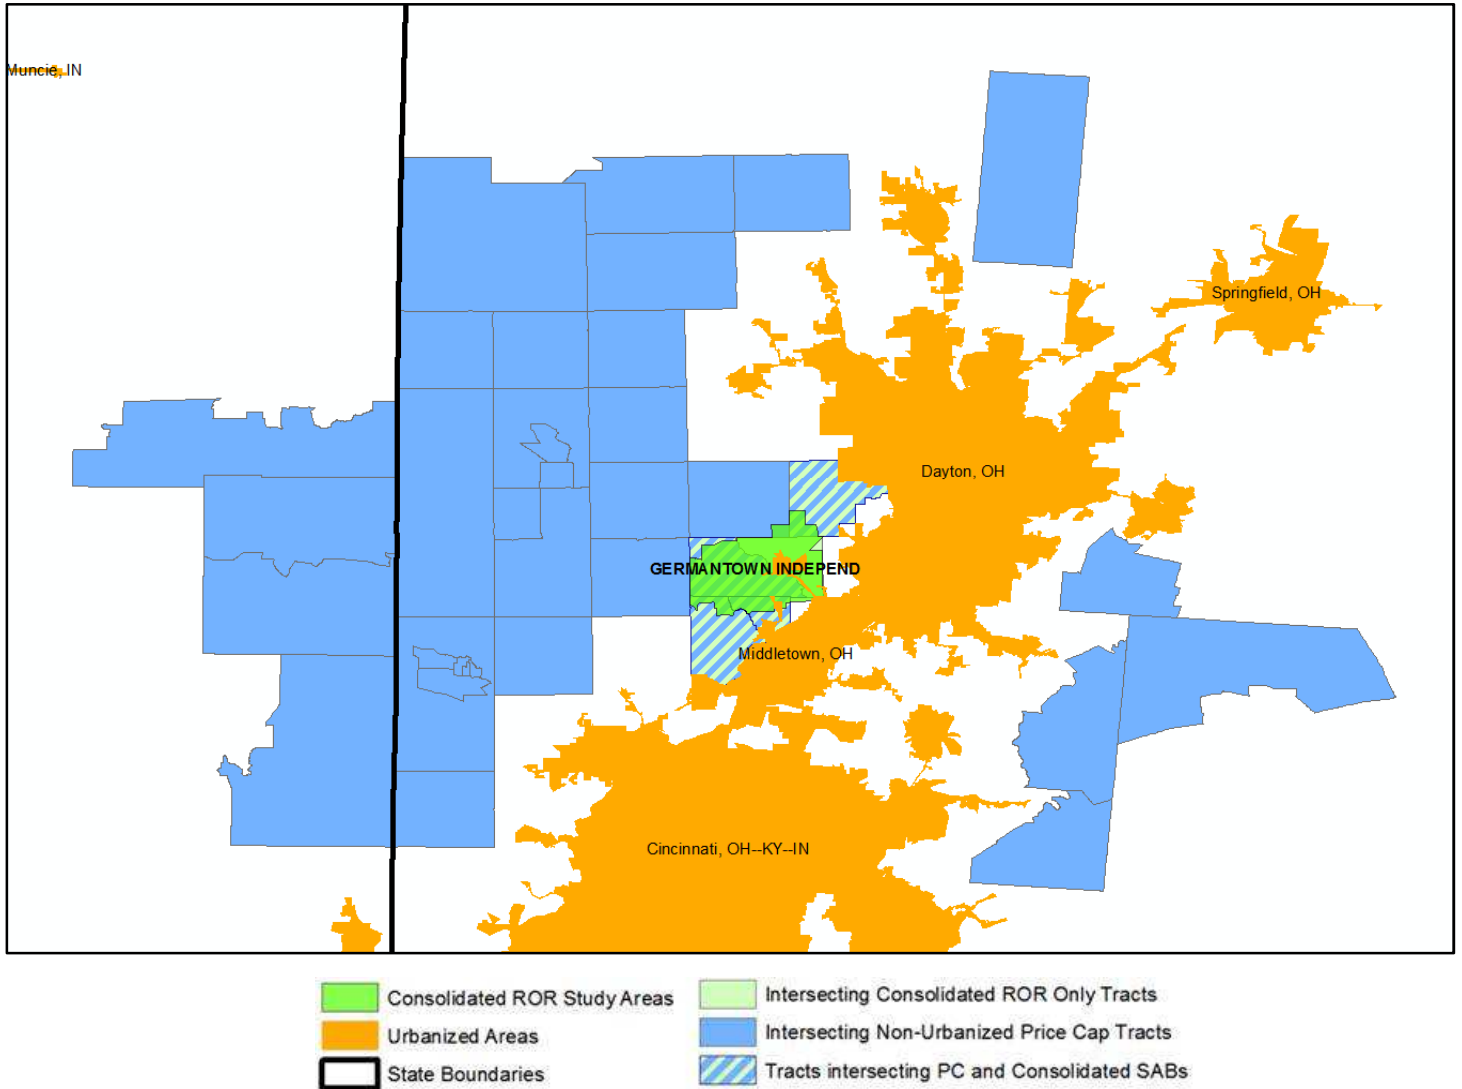 Muncie, IN
Springfield, OH
Dayton, OH
GERMANTOWN INDEPEND
Middletown, OH
Cincinnati, OH--KY--IN
Consolidated ROR Study Areas
Urbanized Areas
State Boundaries
Intersecting Consolidated ROR Only Tracts
Intersecting Non-Urbanized Price Cap Tracts
Tracts intersecting PC and Consolidated SABs